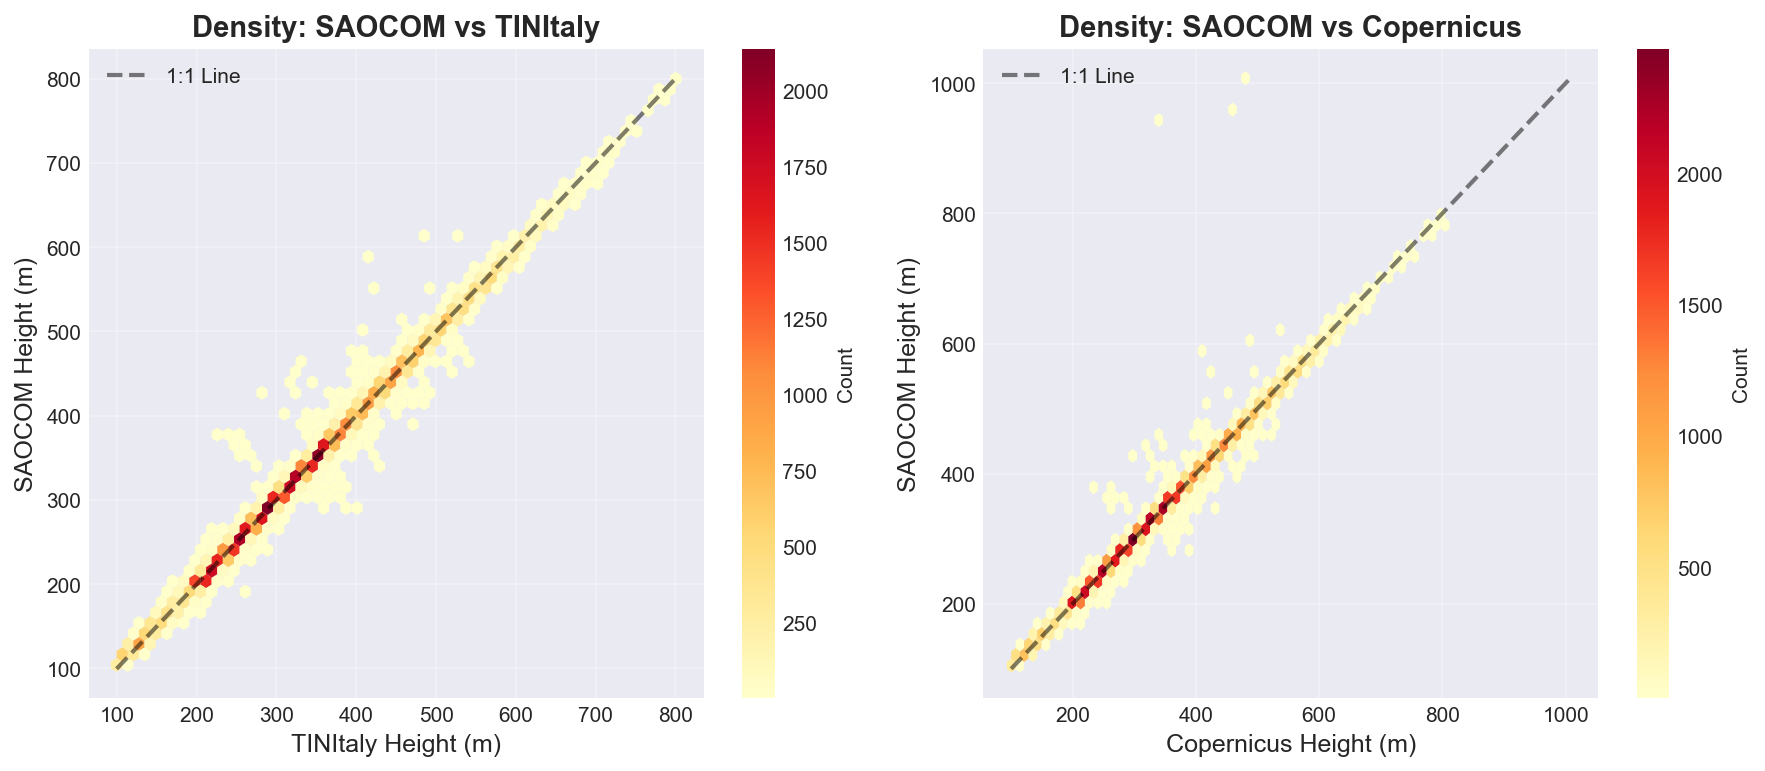 Density: SAOCOM vs TINItaly
1:1 Line
SAOCOM Height (m)
800
700
600
500
400
300
200
100
100 200 300 400 500 600 700 800
TINItaly Height (m)
2000
1750
1500
1250
1000
750
500
250
Count
Density: SAOCOM vs Copernicus
1:1 Line
SAOCOM Height (m)
1000
800
600
400
200
200 400 600 800 1000
Copernicus Height (m)
2000
1500
1000
500
Count